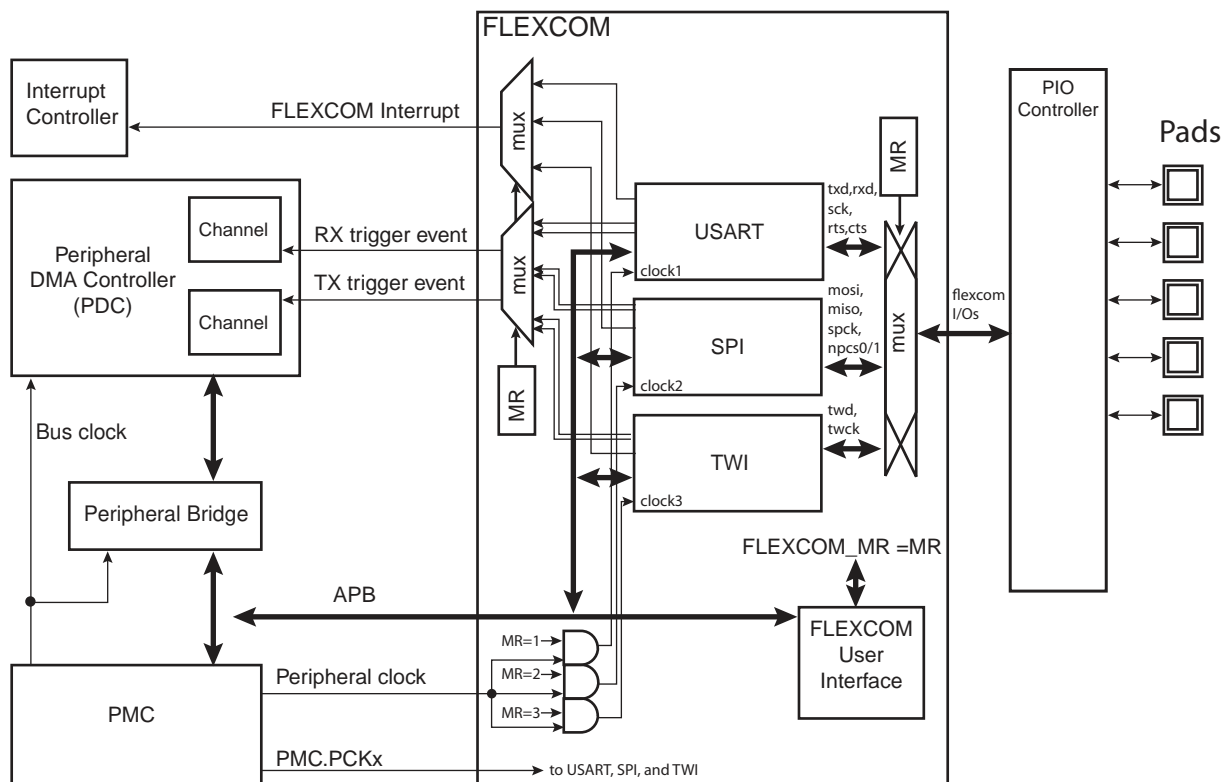 FLEXCOM
Interrupt
Controller
FLEXCOM Interrupt
mux
MR
PIO
Controller
Pads
Channel
Peripheral
DMA Controller
(PDC)
Channel
RX trigger event
TX trigger event
mux
MR
USART
clock1
txd,rxd,
sck,
rts,cts
SPI
clock2
mosi,
miso,
spck,
npcs0/1
mux
flexcom
I/Os
TWI
clock3
twd,
twck
Bus clock
Peripheral Bridge
FLEXCOM_MR =MR
APB
FLEXCOM
User
Interface
MR=1
MR=2
MR=3
Peripheral clock
PMC
PMC.PCKx
to USART, SPI, and TWI